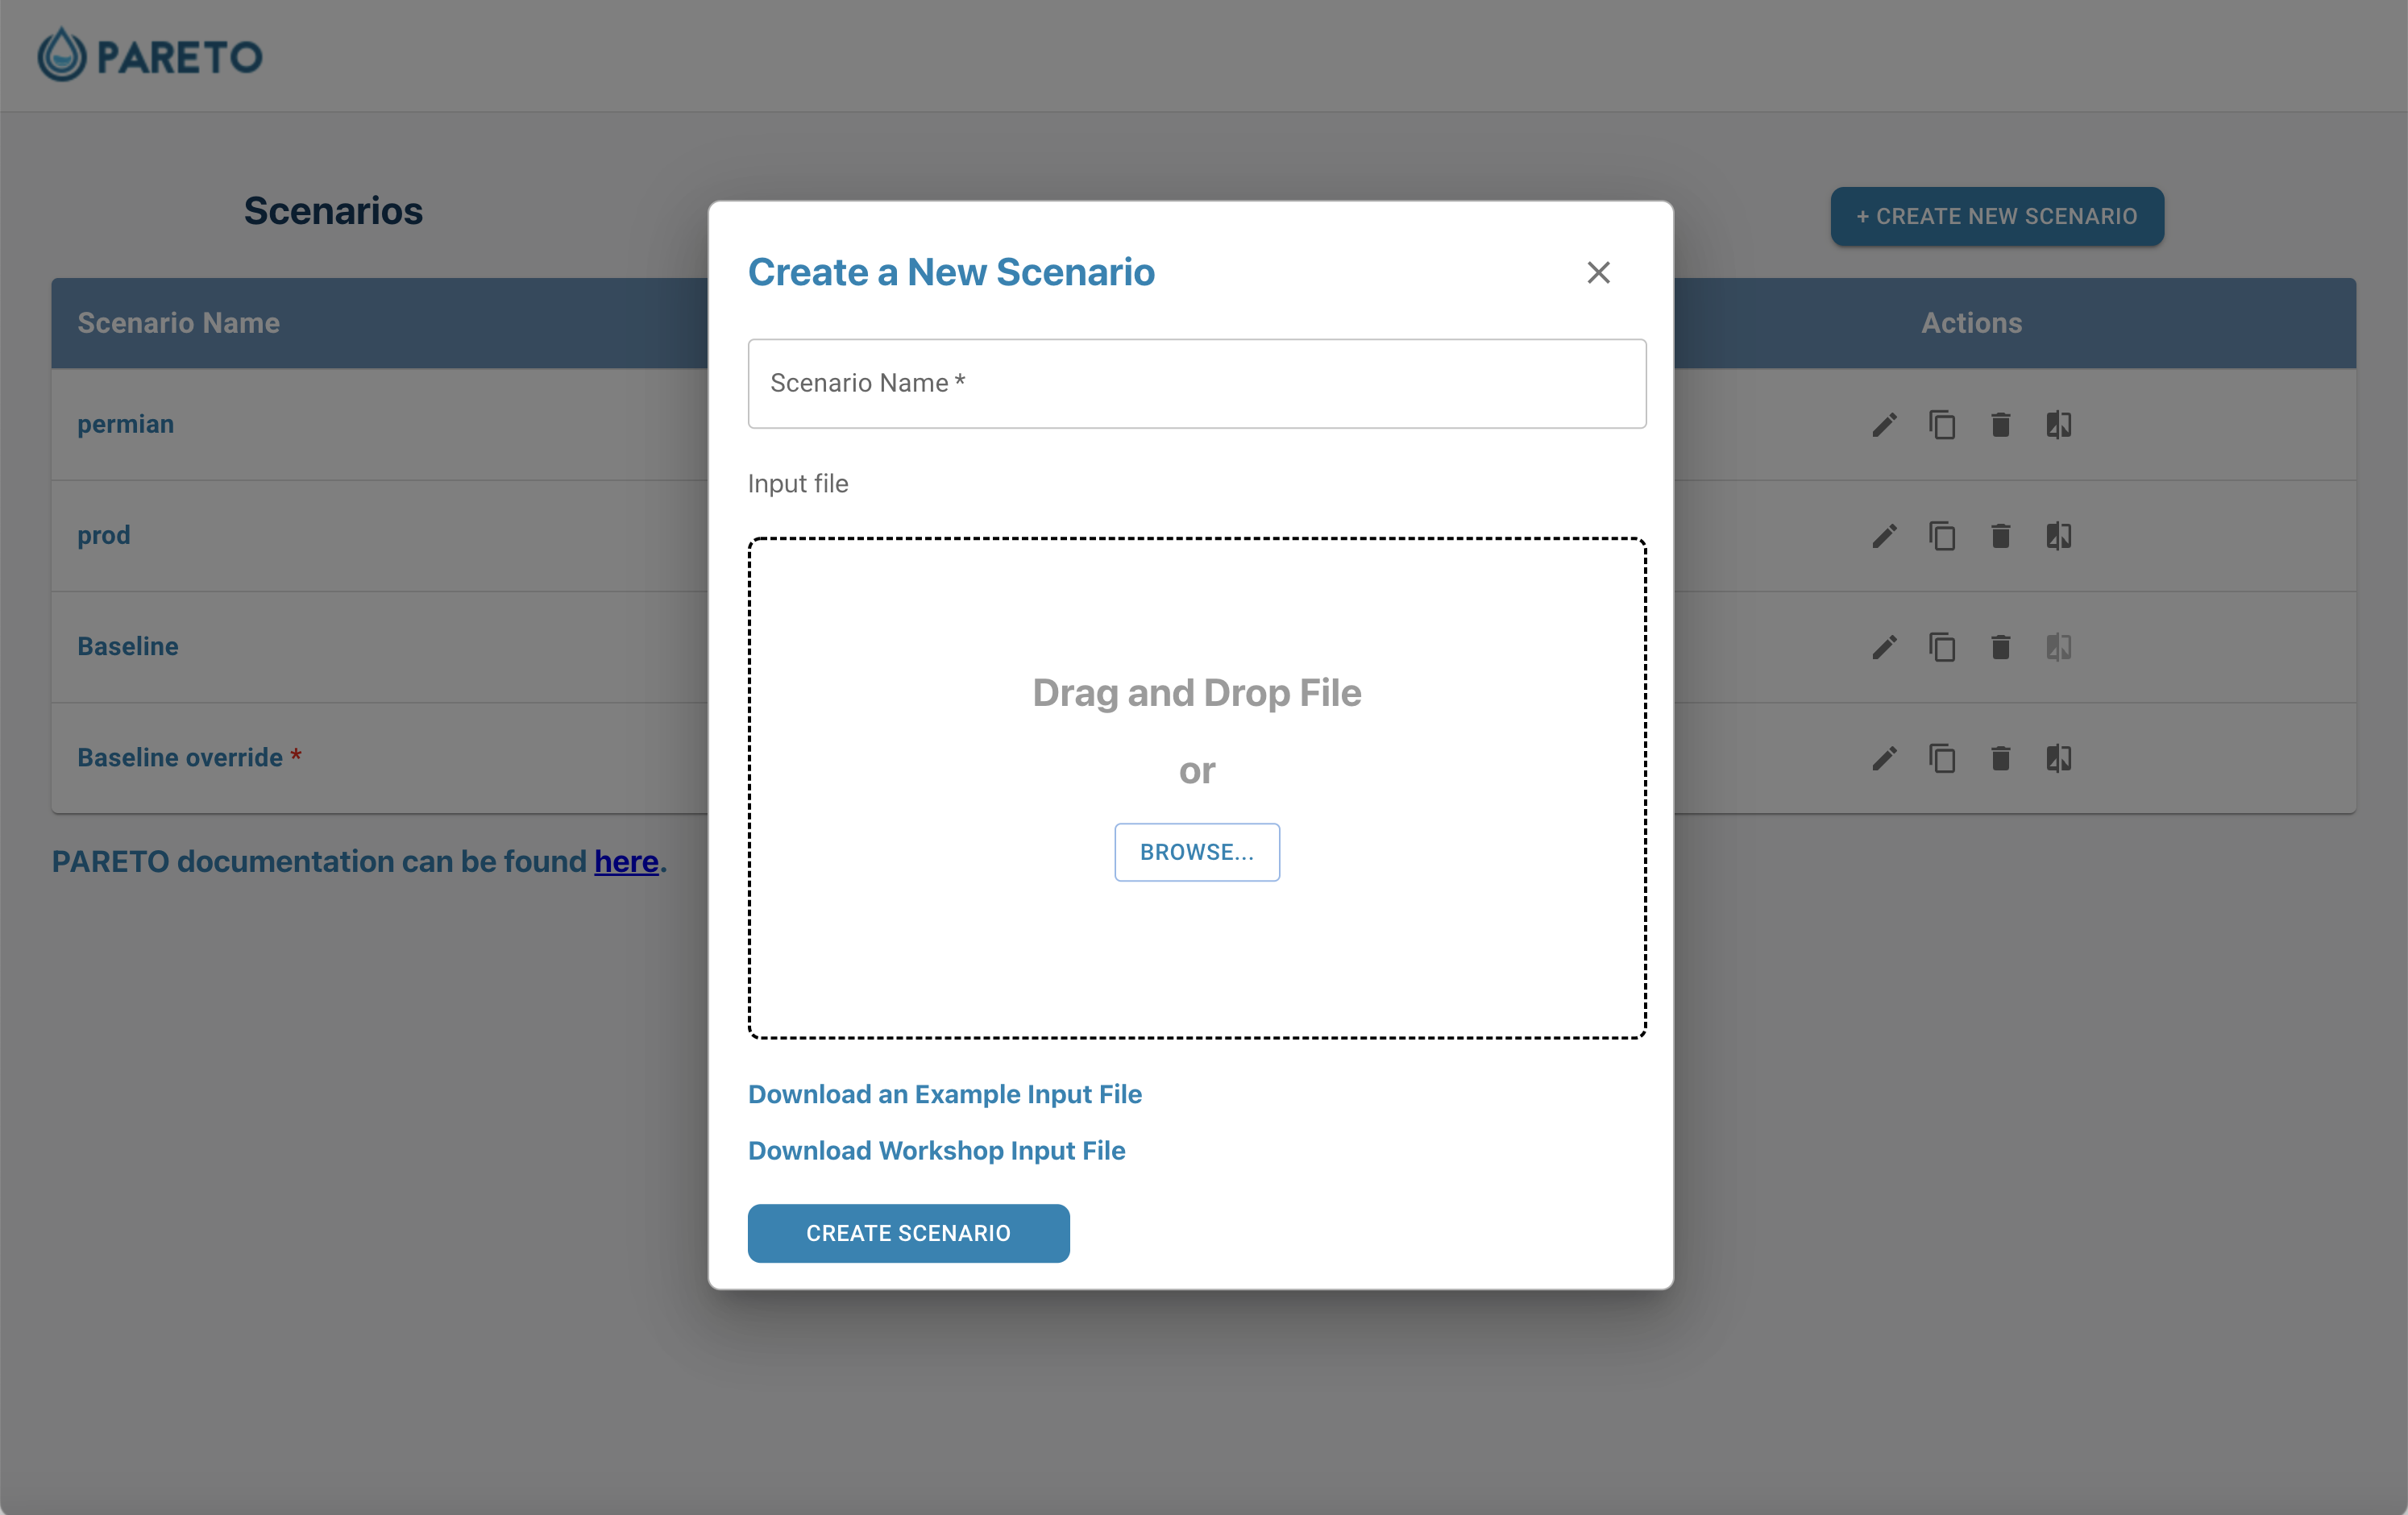 PARETO
Scenarios
+ CREATE NEW SCENARIO
Scenario Name
Actions
permian
prod
Baseline
Baseline override *
PARETO documentation can be found here.
Create a New Scenario
Scenario Name *
Input file
Drag and Drop File
or
BROWSE...
Download an Example Input File
Download Workshop Input File
CREATE SCENARIO